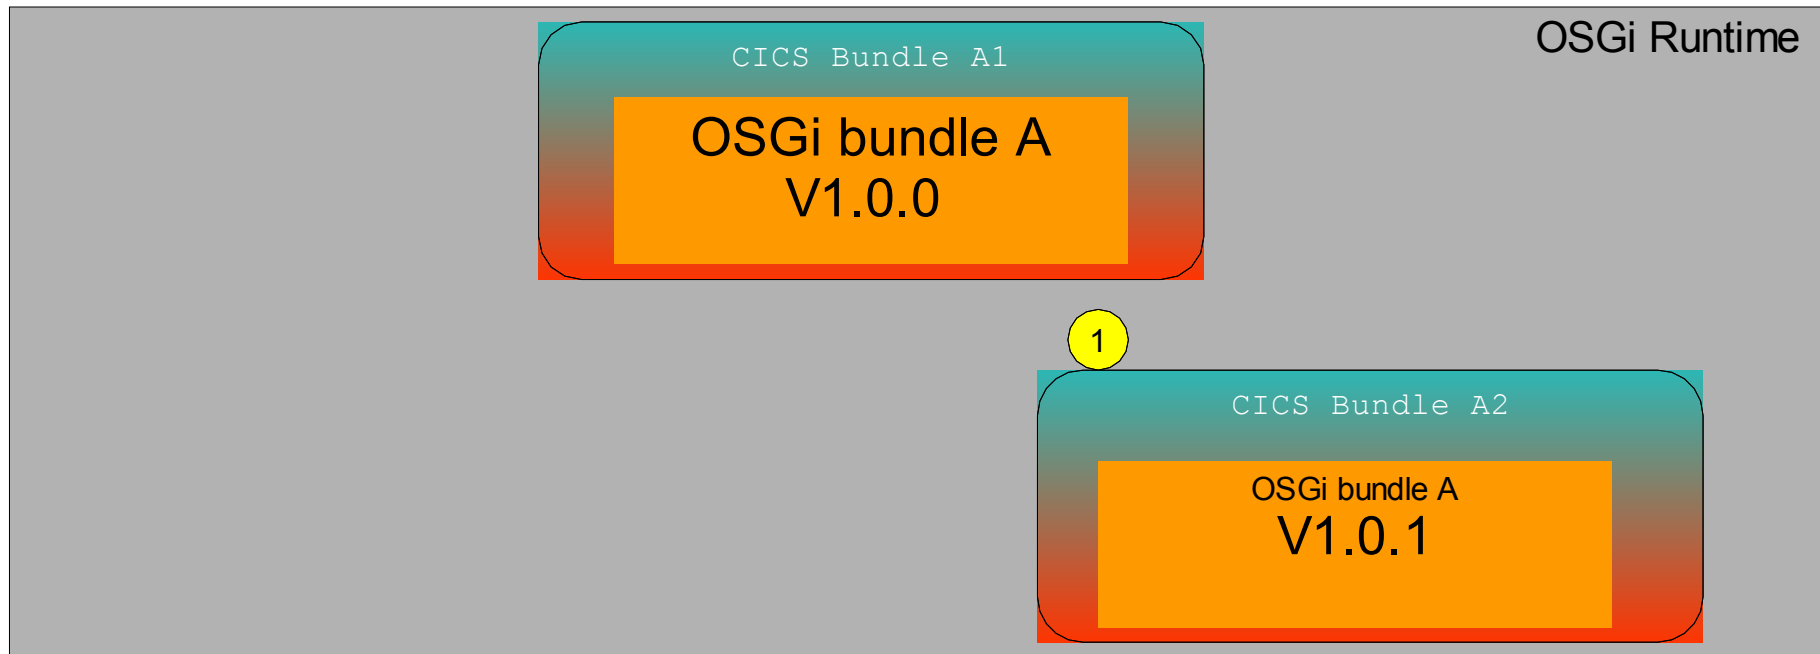 OSGi Runtime
CICS Bundle A1
OSGi bundle A
V1.0.0
1
CICS Bundle A2
OSGi bundle A
V1.0.1